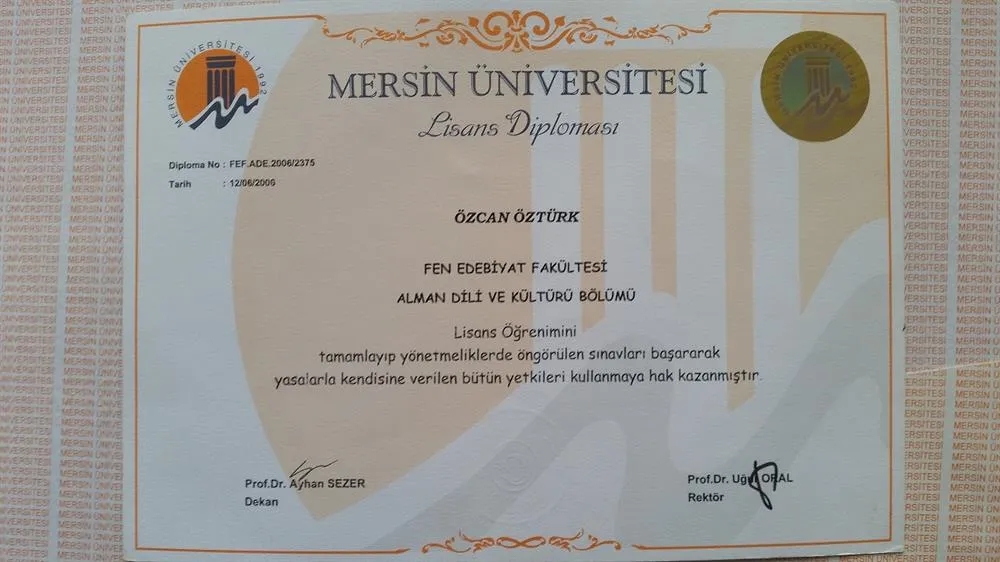 MERSİN ÜNİVERSİTESİ 1992
MERSİN ÜNİVERSİTESİ
Lisans Diploması
Diploma No : FEF.ADE.2006/2375
Tarih : 12/06/2006
ÖZCAN ÖZTÜRK
FEN EDEBİYAT FAKÜLTESİ
ALMAN DİLİ VE KÜLTÜRÜ BÖLÜMÜ
Lisans Öğrenimini
tamamlayıp yönetmeliklerde öngörülen sınavları başararak
yasalarla kendisine verilen bütün yetkileri kullanmaya hak kazanmıştır.
Prof.Dr. Ayhan SEZER
Dekan
Prof.Dr. Uğur ORAL
Rektör